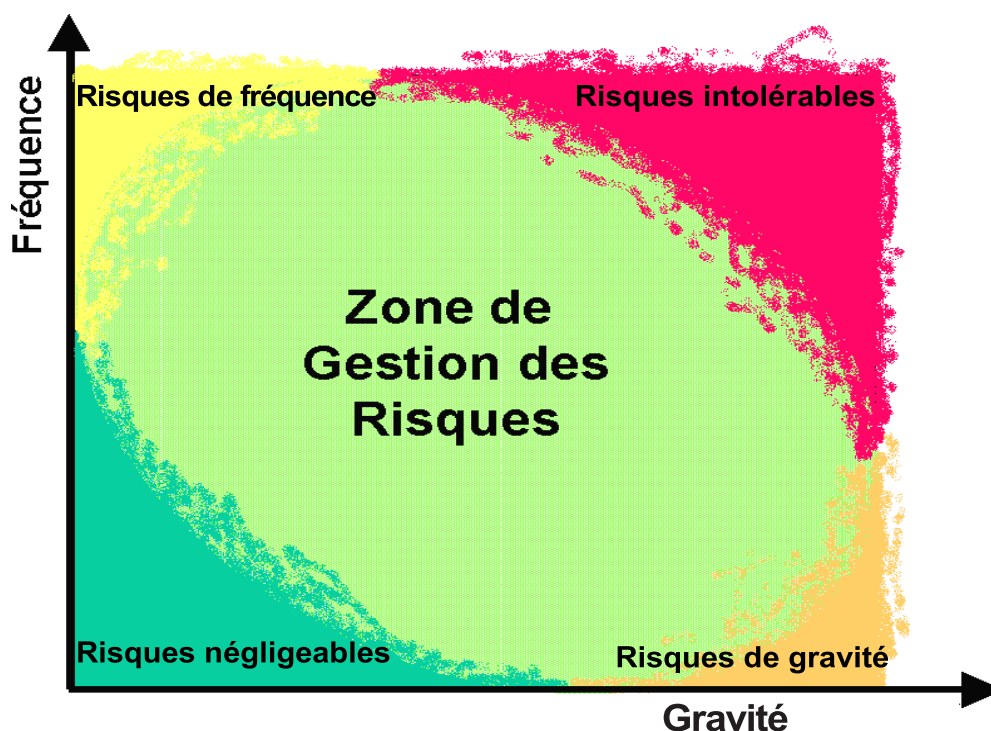 Fréquence
Risques de fréquence
Risques intolérables
Zone de
Gestion des
Risques
Risques négligeables
Risques de gravité
Gravité